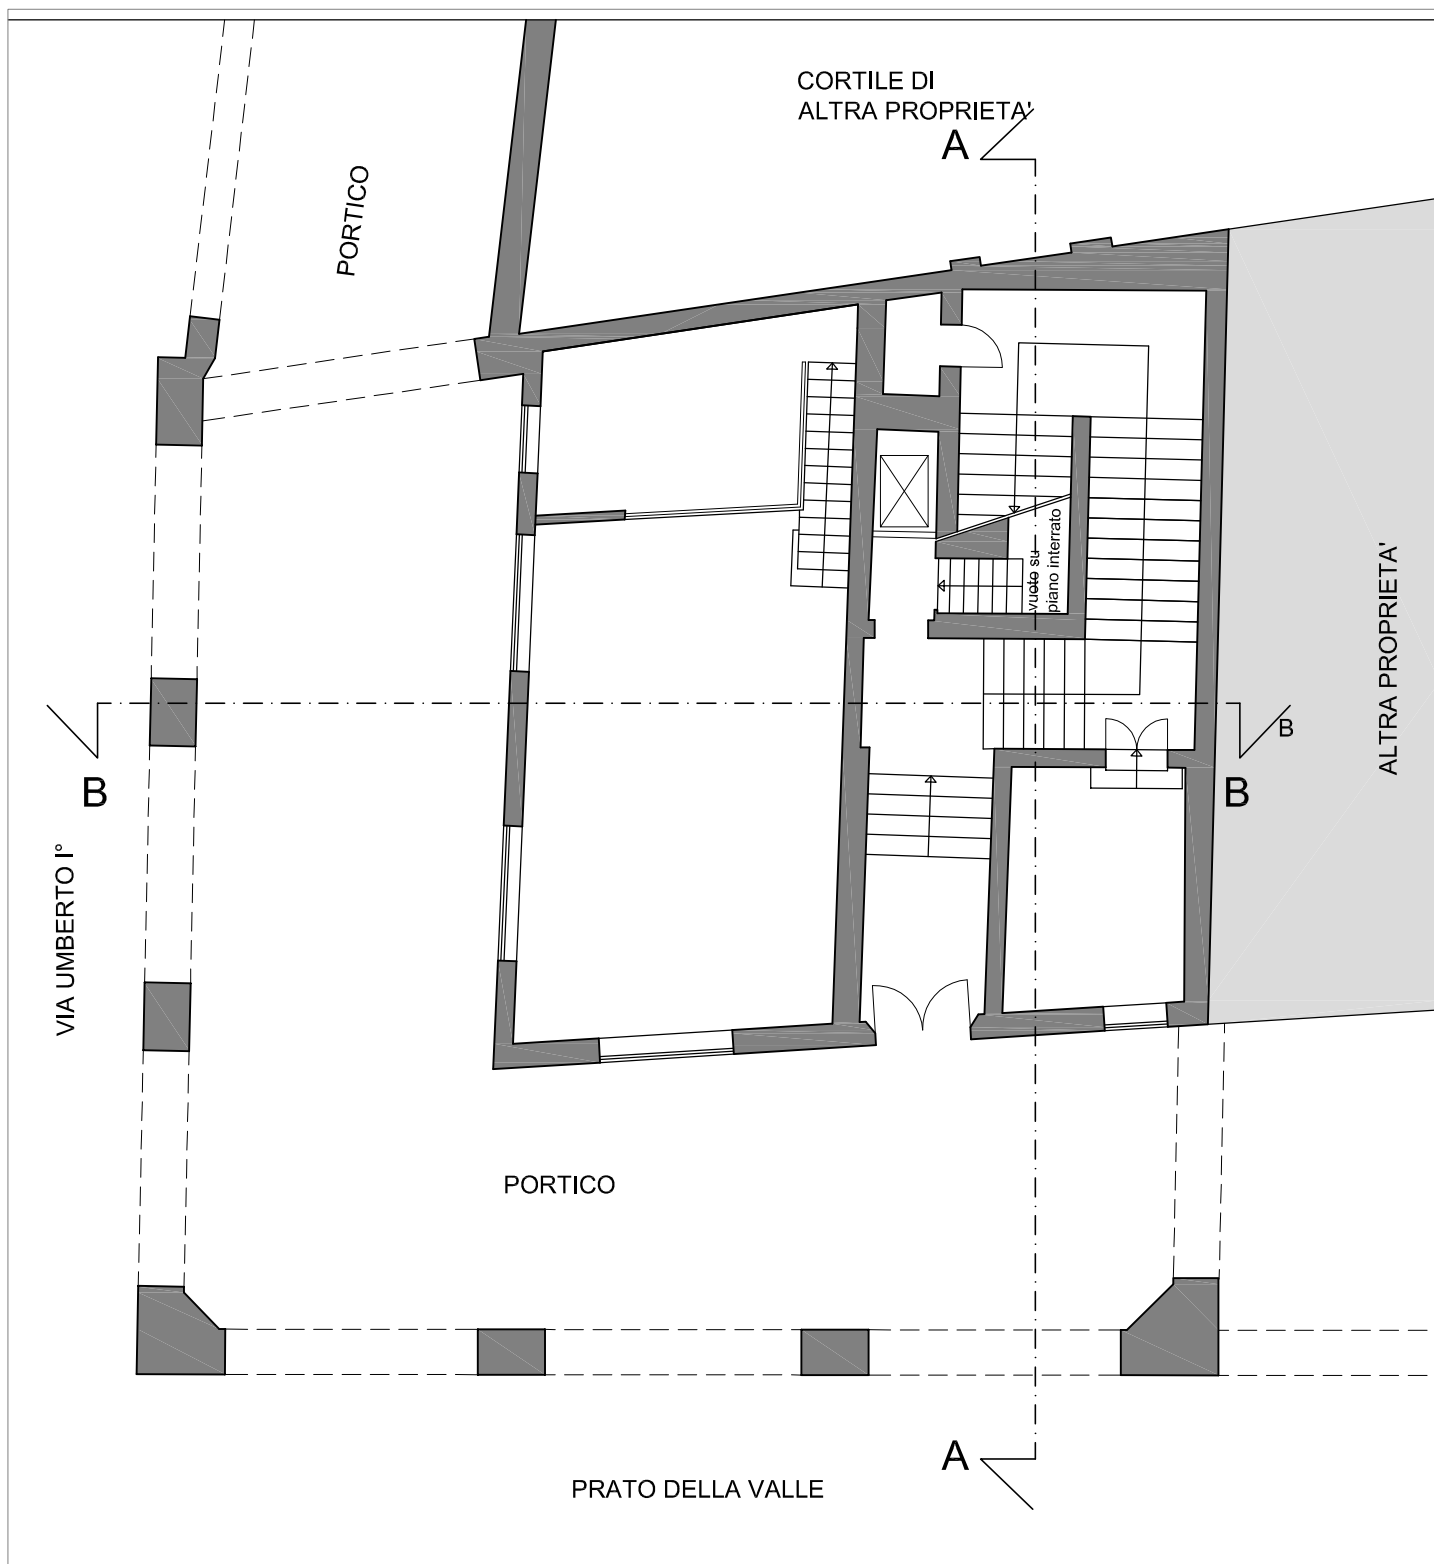 CORTILE DI
ALTRA PROPRIETA'
A
PORTICO
vuoto su
piano interrato
ALTRA PROPRIETA'
B
B
B
VIA UMBERTO I°
PORTICO
A
PRATO DELLA VALLE